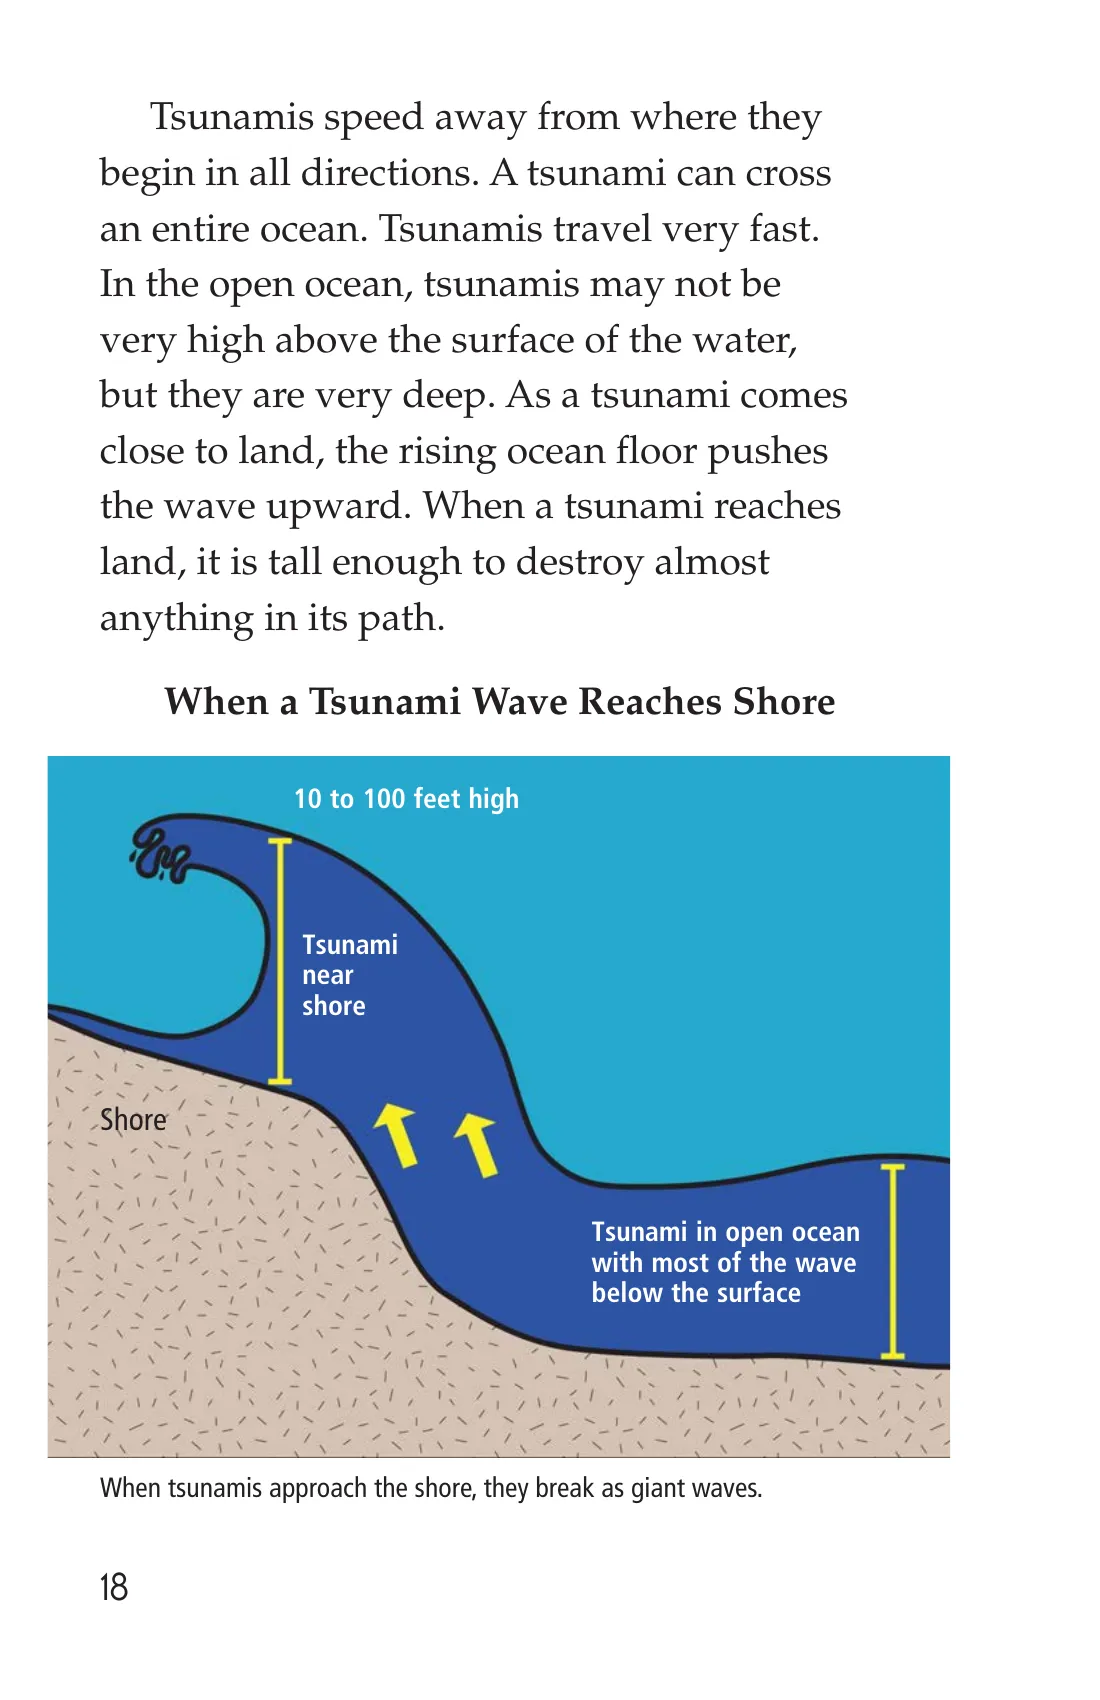 Tsunamis speed away from where they
begin in all directions. A tsunami can cross
an entire ocean. Tsunamis travel very fast.
In the open ocean, tsunamis may not be
very high above the surface of the water,
but they are very deep. As a tsunami comes
close to land, the rising ocean floor pushes
the wave upward. When a tsunami reaches
land, it is tall enough to destroy almost
anything in its path.
When a Tsunami Wave Reaches Shore
10 to 100 feet high
Tsunami
near
shore
Shore
Tsunami in open ocean
with most of the wave
below the surface
When tsunamis approach the shore, they break as giant waves.
18